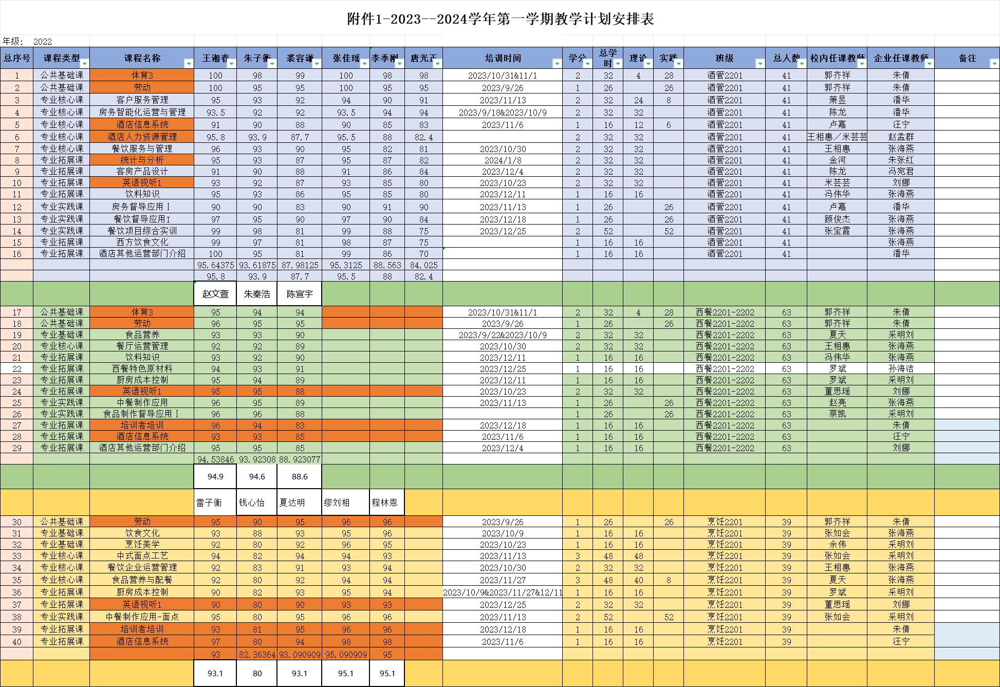 附件1-2023--2024学年第一学期教学计划安排表
年级： 2022
总序号 课程类型 课程名称 王湘春 朱子衡 裘容谦 张佳瑶 李季刚 唐光正 培训时间 学分 总学时 理论 实践 班级 总人数 校内任课教师 企业任课教师 备注
1 公共基础课 体育3 100 98 99 100 98 98 2023/10/31&11/1 2 32 4 28 酒管2201 41 郭齐祥 朱倩
2 公共基础课 劳动 100 95 95 100 95 95 2023/9/26 1 26 26 酒管2201 41 郭齐祥 朱倩
3 专业核心课 客户服务管理 95 93 92 94 90 91 2023/11/13 2 32 24 8 酒管2201 41 萧昱 潘华
4 专业核心课 房务智能化运营与管理 93.5 92 92 93.5 94 94 2023/9/18&2023/10/9 2 32 32 酒管2201 41 陈龙 潘华
5 专业核心课 酒店信息系统 91 90 88 90 85 83 2023/11/6 1 16 12 6 酒管2201 41 卢嘉 汪宁
6 专业核心课 酒店人力资源管理 95.8 93.9 87.7 95.5 88 82.4 2 32 32 酒管2201 41 王相惠／米芸芸 赵孟群
7 专业核心课 餐饮服务与管理 96 93 90 95 82 81 2023/10/30 2 32 32 酒管2201 41 王相惠 张海燕
8 专业拓展课 统计与分析 95 93 87 95 87 82 2024/1/8 2 32 32 酒管2201 41 金河 朱张红
9 专业拓展课 客房产品设计 91 90 88 91 86 84 2023/12/4 2 32 32 酒管2201 41 陈龙 冯宛君
10 专业拓展课 英语视听1 93 92 87 93 85 80 2023/10/23 2 32 32 酒管2201 41 米芸芸 刘娜
11 专业拓展课 饮料知识 95 93 86 95 85 80 2023/12/11 1 16 16 酒管2201 41 冯伟华 张海燕
12 专业实践课 房务督导应用Ⅰ 90 90 83 90 91 90 2023/11/13 1 26 26 酒管2201 41 卢嘉 潘华
13 专业实践课 餐饮督导应用I 97 95 90 97 90 84 2023/12/18 1 26 26 酒管2201 41 顾俊杰 张海燕
14 专业实践课 餐饮项目综合实训 99 98 81 99 88 75 2023/12/25 2 52 52 酒管2201 41 张宝霞 张海燕
15 专业拓展课 西方饮食文化 99 97 81 98 87 75 1 16 16 酒管2201 41 张海燕
16 专业拓展课 酒店其他运营部门介绍 100 95 81 99 86 70 1 16 16 酒管2201 41 潘华
95.64375 93.61875 87.98125 95.3125 88.563 84.025
95.8 93.9 87.7 95.5 88 82.4
赵文萱 朱秦浩 陈宣宇
17 公共基础课 体育3 95 94 94 2023/10/31&11/1 2 32 4 28 西餐2201-2202 63 郭齐祥 朱倩
18 公共基础课 劳动 96 95 95 2023/9/26 1 26 26 西餐2201-2202 63 郭齐祥 朱倩
19 专业基础课 食品营养 93 93 90 2023/9/22&2023/10/9 2 32 32 西餐2201-2202 63 夏天 采明刘
20 专业核心课 餐厅运营管理 92 92 89 2023/10/30 2 32 32 西餐2201-2202 63 王相惠 张海燕
21 专业拓展课 饮料知识 93 92 90 2023/12/11 1 16 16 西餐2201-2202 63 冯伟华 张海燕
22 专业拓展课 西餐特色原材料 94 93 91 2023/12/25 1 16 16 西餐2201-2202 63 罗斌 孙海洁
23 专业拓展课 厨房成本控制 95 94 89 2023/12/11 1 16 16 西餐2201-2202 63 罗斌 采明刘
24 专业拓展课 英语视听1 95 95 88 2023/10/23 2 32 32 西餐2201-2202 63 董思瑶 刘娜
25 专业实践课 中餐制作应用 96 95 89 2023/11/13 1 26 26 西餐2201-2202 63 赵亮 张海燕
26 专业实践课 食品制作督导应用Ⅰ 96 96 88 1 26 26 西餐2201-2202 63 蔡凯 采明刘
27 专业拓展课 培训者培训 96 94 83 2023/12/18 1 16 16 西餐2201-2202 63 朱倩
28 专业拓展课 酒店信息系统 93 93 85 2023/11/6 1 16 16 西餐2201-2202 63 汪宁
29 专业拓展课 酒店其他运营部门介绍 95 95 85 2023/12/4 1 16 16 西餐2201-2202 63 刘娜
94.53846 93.92308 88.923077
94.9 94.6 88.6
雷子衡 钱心怡 夏达明 缪刘相 程林恩
30 公共基础课 劳动 95 90 95 96 96 2023/9/26 1 26 26 烹饪2201 39 郭齐祥 朱倩
31 专业基础课 饮食文化 93 88 93 95 96 2023/10/9 1 16 16 烹饪2201 39 张如会 张海燕
32 专业基础课 烹饪美学 92 80 92 96 95 2023/10/23 1 16 16 烹饪2201 39 余伟 采明刘
33 专业核心课 中式面点工艺 94 82 94 94 93 2023/11/13 3 48 48 烹饪2201 39 张如会 采明刘
34 专业核心课 餐饮企业运营管理 92 83 91 93 94 2023/10/30 2 32 32 烹饪2201 39 王相惠 张海燕
35 专业核心课 食品营养与配餐 92 80 92 94 94 2023/11/27 3 48 40 8 烹饪2201 39 夏天 张海燕
36 专业拓展课 厨房成本控制 90 82 93 95 94 2023/10/9&2023/11/27&12/11 1 16 16 烹饪2201 39 罗斌 采明刘
37 专业拓展课 英语视听1 90 80 90 93 93 2023/12/25 2 32 32 烹饪2201 39 董思瑶 刘娜
38 专业实践课 中餐制作应用-面点 95 80 95 96 96 2023/11/13 2 52 52 烹饪2201 39 张如会 采明刘
39 专业拓展课 培训者培训 93 81 95 96 96 2023/12/18 1 16 16 烹饪2201 39 朱倩
40 专业拓展课 酒店信息系统 97 80 94 98 98 2023/11/6 1 16 16 烹饪2201 39 汪宁
93 82.36364 93.090909 95.090909 95
93.1 80 93.1 95.1 95.1